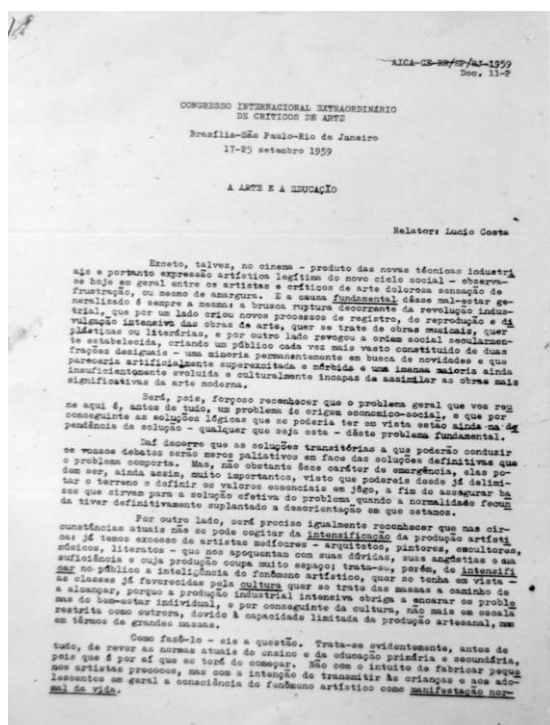 AICA-CE-BR/SP/RJ-1959
Doc. 11-P
CONGRESSO INTERNACIONAL EXTRAORDINÁRIO
DE CRÍTICOS DE ARTE
Brasília-São Paulo-Rio de Janeiro
17-25 setembro 1959
A ARTE E A EDUCAÇÃO
Relator: Lucio Costa
Exceto, talvez, no cinema - produto das novas técnicas industri
ais e portanto expressão artística legítima do novo ciclo social - observa-
se hoje em geral entre os artistas e críticos de arte dolorosa sensação de
frustração, ou mesmo de amargura. E a causa fundamental dêsse mal-estar ge-
neralizado é sempre a mesma: a brusca ruptura decorrente da revolução indus-
trial, que por um lado criou novos processos de registro, de reprodução e di
vulgação intensiva das obras de arte, quer se trate de obras musicais, quer
plásticas ou literárias, e por outro lado revogou a ordem social secularmen-
te estabelecida, criando um público cada vez mais vasto constituido de duas
frações desiguais - uma minoria permanentemente em busca de novidades e que
pareceria artificialmente superexcitada e mórbida e uma imensa maioria ainda
insuficientemente evoluida e culturalmente incapas de assimilar as obras mais
significativas da arte moderna.
Será, pois, forçoso reconhecer que o problema geral que vos reu
ne aqui é, antes de tudo, um problema de origem economico-social, e que por
conseguinte as soluções lógicas que se poderia ter em vista estão ainda na de
pendência da solução - qualquer que seja esta - dêste problema fundamental.
Daí decorre que as soluções transitórias a que poderão conduzir
os vossos debates serão meros paliativos em face das soluções definitivas que
o problema comporta. Mas, não obstante êsse caráter de emergência, elas po-
dem ser, ainda assim, muito importantes, visto que podereis desde já delimi-
tar o terreno e definir os valores essenciais em jôgo, a fim de assegurar ba
ses que sirvam para a solução efetiva do problema quando a normalidade fecun
da tiver definitivamente suplantado a desorientação em que estamos.
Por outro lado, será preciso igualmente reconhecer que nas cir-
cunstâncias atuais não se pode cogitar da intensificação da produção artísti
ca: já temos excesso de artistas medíocres - arquitetos, pintores, escultores,
músicos, literatos - que nos apoquentam com suas dúvidas, suas angústias e sua
suficiência e cuja produção ocupa muito espaço; trata-se, porém, de intensifi
car no público a inteligência do fenômeno artístico, quer se tenha em vista -
as classes já favorecidas pela cultura quer se trate das massas a caminho de
a alcançar, porque a produção industrial intensiva obriga a encarar os proble
mas do bem-estar individual, e por conseguinte da cultura, não mais em escala
restrita como outrora, devido à capacidade limitada da produção artesanal, mas
em têrmos de grandes massas.
Como fazê-lo - eis a questão. Trata-se evidentemente, antes de
tudo, de rever as normas atuais do ensino e da educação primária e secundária,
pois que é por aí que se terá de começar. Não com o intuito de fabricar peque
nos artistas precoces, mas com a intenção de transmitir às crianças e aos ado-
lescentes em geral a consciência do fenômeno artístico como manifestação nor-
mal da vida.